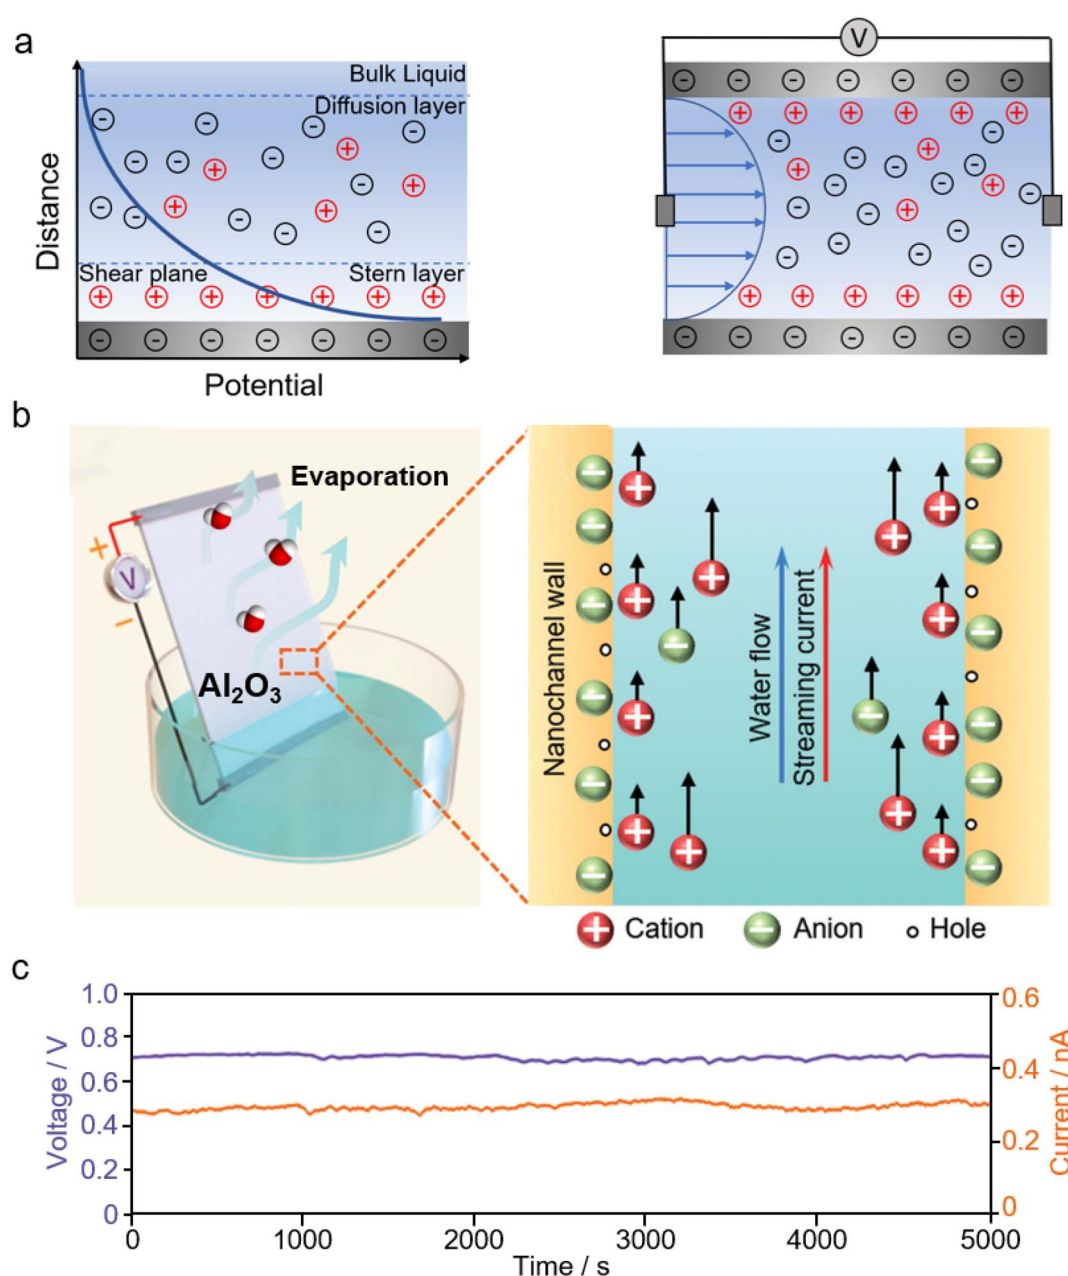 a
Bulk Liquid
Diffusion layer
Shear plane
Stern layer
Distance
Potential
V
b
Evaporation
+
V
−
Al₂O₃
Nanochannel wall
Water flow
Streaming current
Cation
Anion
Hole
c
1.0
0.8
0.6
0.4
0.2
0
Voltage / V
0.6
0.4
0.2
0
Current / nA
0
1000
2000
3000
4000
5000
Time / s